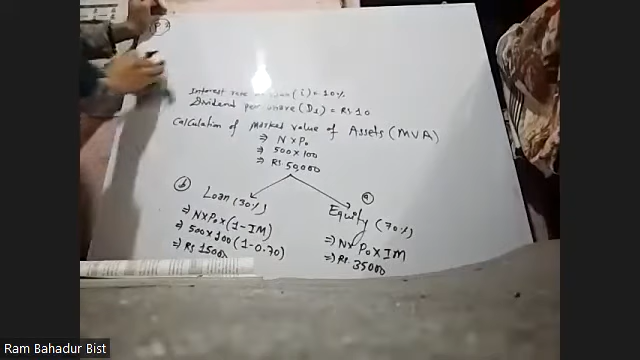 Interest rate on loan (i) = 10%
Dividend per share (D1) = RS 10
Calculation of Market value of Assets (MVA)
⇒ N × P₀
⇒ 500 × 100
⇒ RS 50,000
(b) Loan (30%)
⇒ N×P₀×(1-IM)
⇒ 500×100(1-0.70)
⇒ RS 15000
(a)
Equity (70%)
⇒ N × P₀ × IM
⇒ RS. 35000
Ram Bahadur Bist